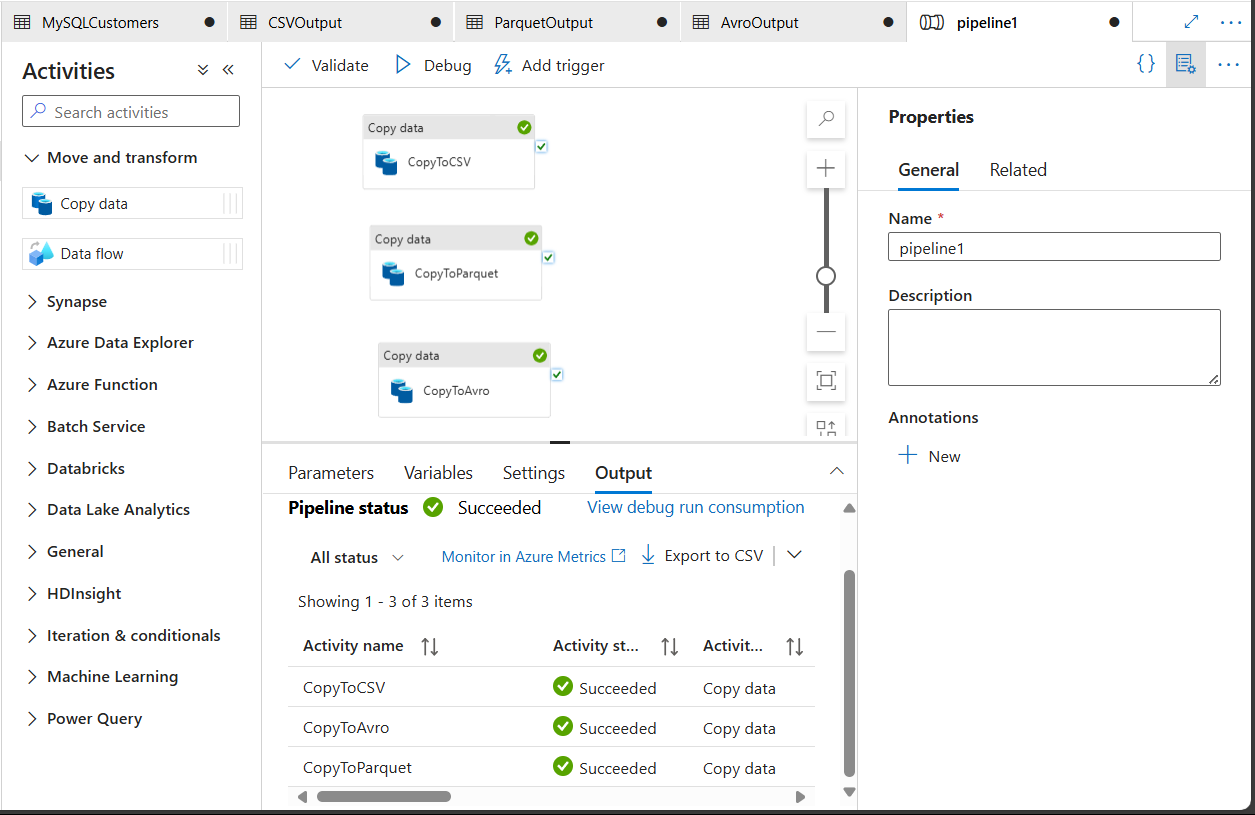 MySQLCustomers
CSVOutput
ParquetOutput
AvroOutput
pipeline1
Activities
Search activities
Move and transform
Copy data
Data flow
Synapse
Azure Data Explorer
Azure Function
Batch Service
Databricks
Data Lake Analytics
General
HDInsight
Iteration & conditionals
Machine Learning
Power Query
Validate
Debug
Add trigger
Copy data
CopyToCSV
Copy data
CopyToParquet
Copy data
CopyToAvro
Parameters
Variables
Settings
Output
Pipeline status
Succeeded
View debug run consumption
All status
Monitor in Azure Metrics
Export to CSV
Showing 1 - 3 of 3 items
Activity name
Activity st...
Activit...
CopyToCSV
Succeeded
Copy data
CopyToAvro
Succeeded
Copy data
CopyToParquet
Succeeded
Copy data
{}
Properties
General
Related
Name *
pipeline1
Description
Annotations
New